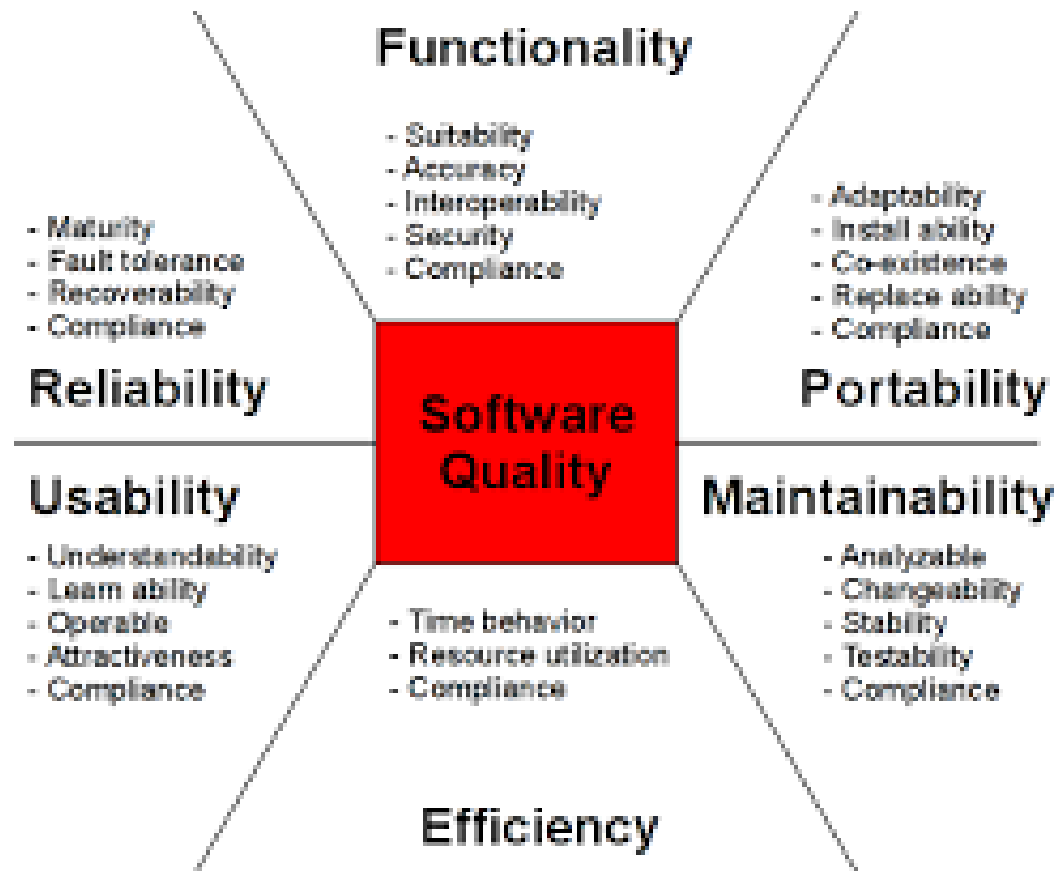 Functionality
- Suitability
- Accuracy
- Interoperability
- Security
- Compliance
- Maturity
- Fault tolerance
- Recoverability
- Compliance
Reliability
- Adaptability
- Install ability
- Co-existence
- Replace ability
- Compliance
Portability
Software
Quality
Usability
- Understandability
- Learn ability
- Operable
- Attractiveness
- Compliance
Maintainability
- Analyzable
- Changeability
- Stability
- Testability
- Compliance
- Time behavior
- Resource utilization
- Compliance
Efficiency